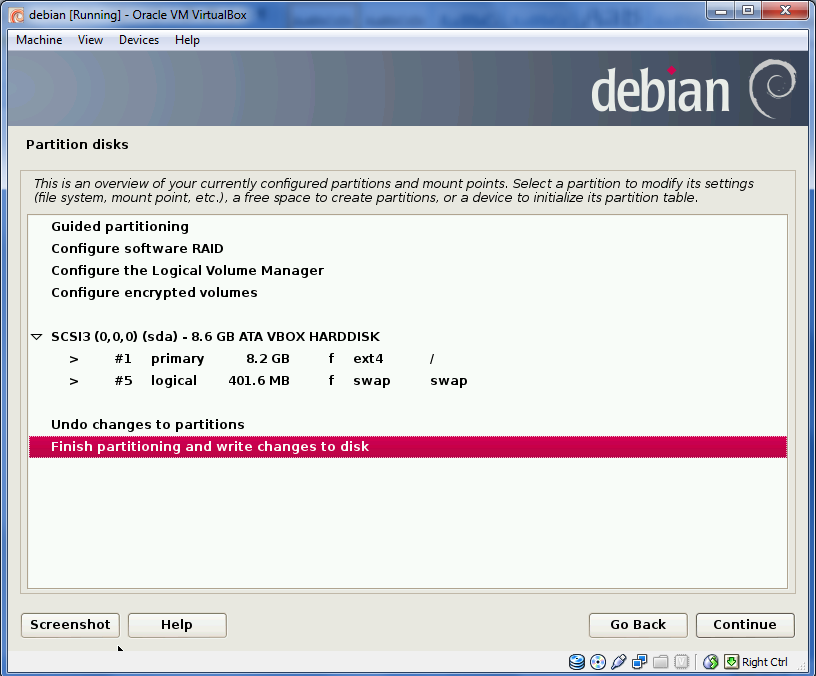 debian [Running] - Oracle VM VirtualBox
Machine View Devices Help
debian
Partition disks
This is an overview of your currently configured partitions and mount points. Select a partition to modify its settings
(file system, mount point, etc.), a free space to create partitions, or a device to initialize its partition table.
Guided partitioning
Configure software RAID
Configure the Logical Volume Manager
Configure encrypted volumes
SCSI3 (0,0,0) (sda) - 8.6 GB ATA VBOX HARDDISK
> #1 primary 8.2 GB f ext4 /
> #5 logical 401.6 MB f swap swap
Undo changes to partitions
Finish partitioning and write changes to disk
Screenshot Help Go Back Continue
Right Ctrl